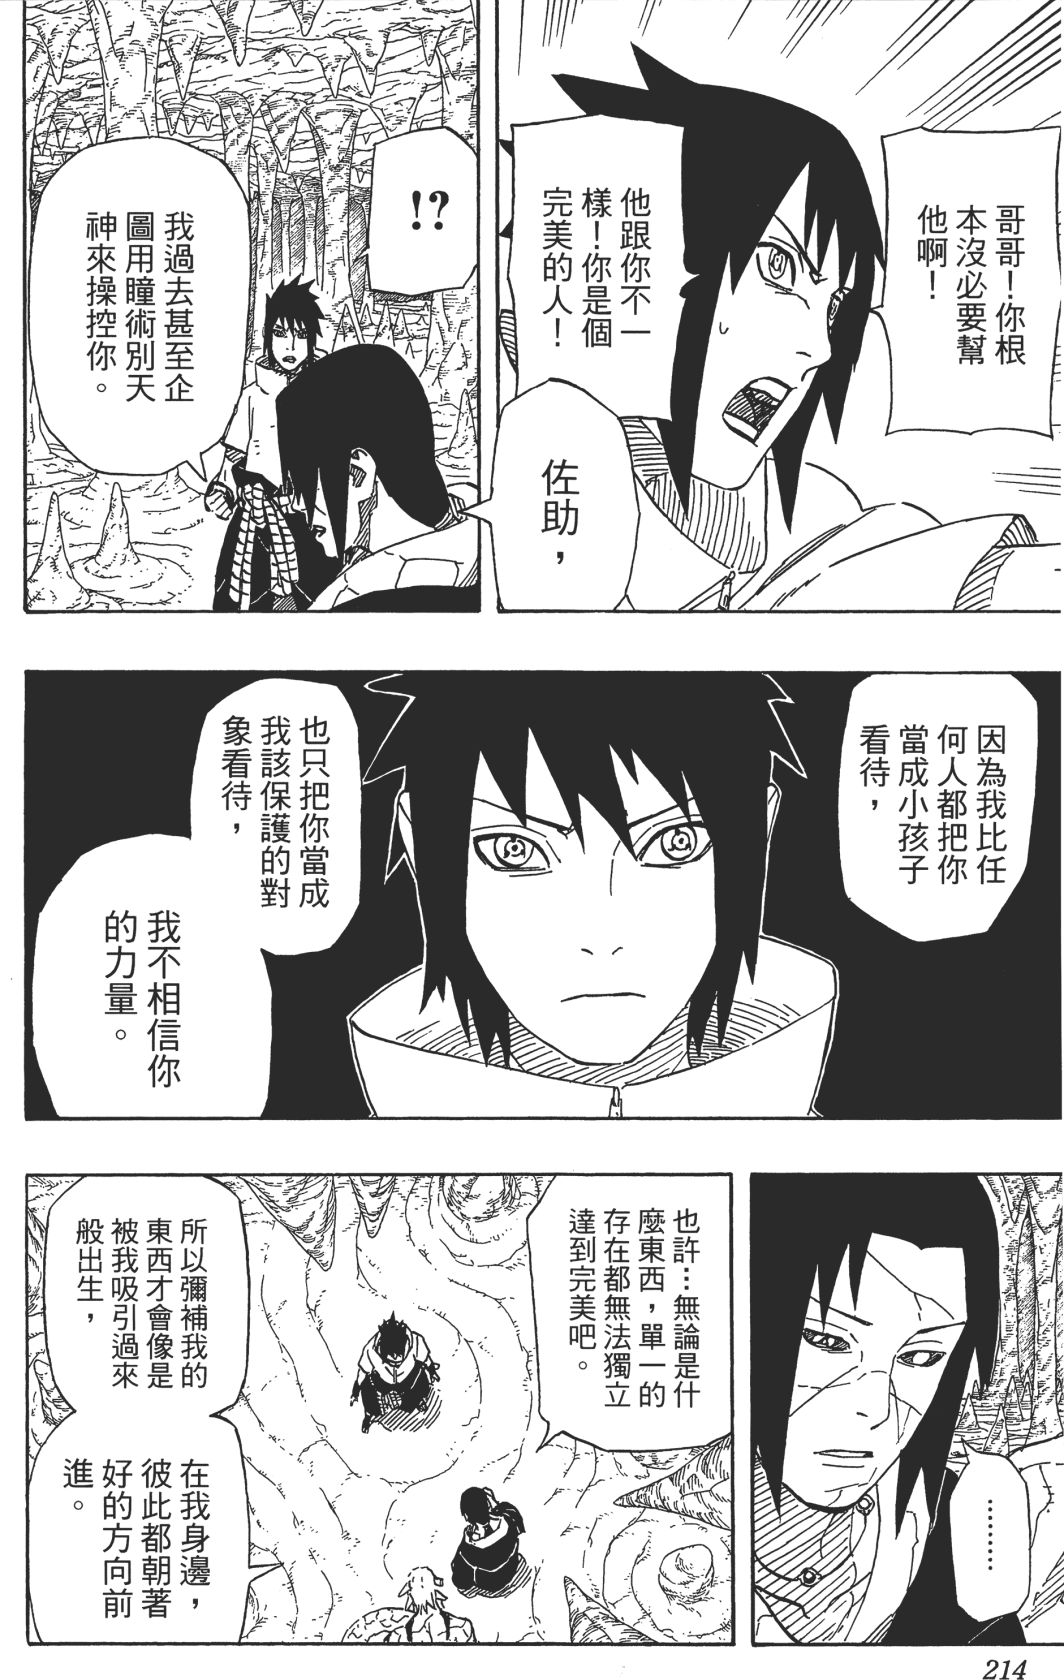 哥哥！你根
本沒必要幫
他啊！
他跟你不一
樣！你是個
完美的人！
佐助，
!?
我過去甚至企
圖用瞳術別天
神來操控你。
因為我比任
何人都把你
當成小孩子
看待，
也只把你當成
我該保護的對
象看待，
我不相信你
的力量。
………
也許…無論是什
麼東西，單一的
存在都無法獨立
達到完美吧。
所以彌補我的
東西才會像是
被我吸引過來
般出生，
在我身邊，
彼此都朝著
好的方向前
進。
214